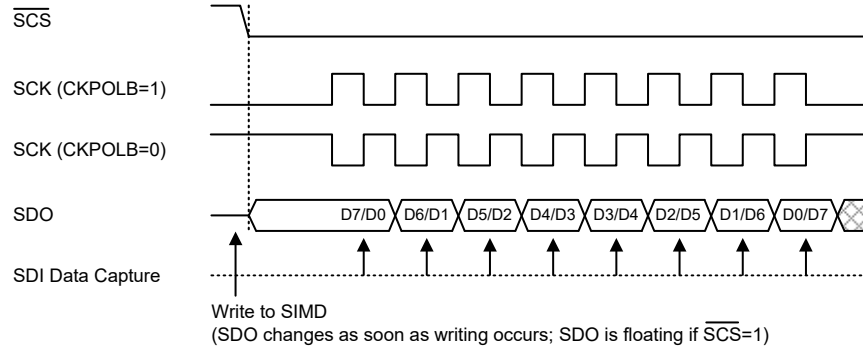 SCS
SCK (CKPOLB=1)
SCK (CKPOLB=0)
SDO
D7/D0 D6/D1 D5/D2 D4/D3 D3/D4 D2/D5 D1/D6 D0/D7
SDI Data Capture
Write to SIMD
(SDO changes as soon as writing occurs; SDO is floating if SCS=1)